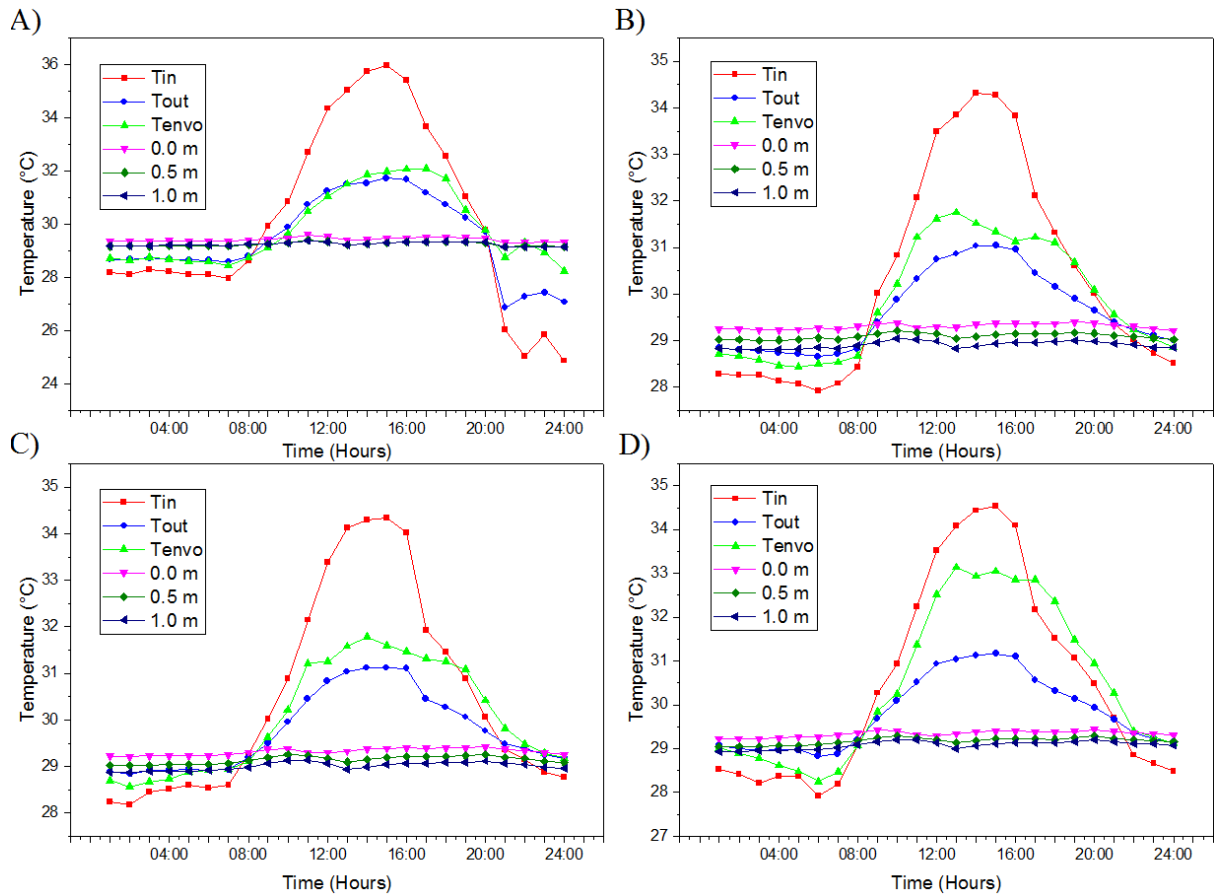 A)
Temperature (°C)
36
34
32
30
28
26
24
Tin
Tout
Tenvo
0.0 m
0.5 m
1.0 m
04:00 08:00 12:00 16:00 20:00 24:00
Time (Hours)
B)
Temperature (°C)
35
34
33
32
31
30
29
28
Tin
Tout
Tenvo
0.0 m
0.5 m
1.0 m
04:00 08:00 12:00 16:00 20:00 24:00
Time (Hours)
C)
Temperature (°C)
35
34
33
32
31
30
29
28
Tin
Tout
Tenvo
0.0 m
0.5 m
1.0 m
04:00 08:00 12:00 16:00 20:00 24:00
Time (Hours)
D)
Temperature (°C)
35
34
33
32
31
30
29
28
27
Tin
Tout
Tenvo
0.0 m
0.5 m
1.0 m
04:00 08:00 12:00 16:00 20:00 24:00
Time (Hours)